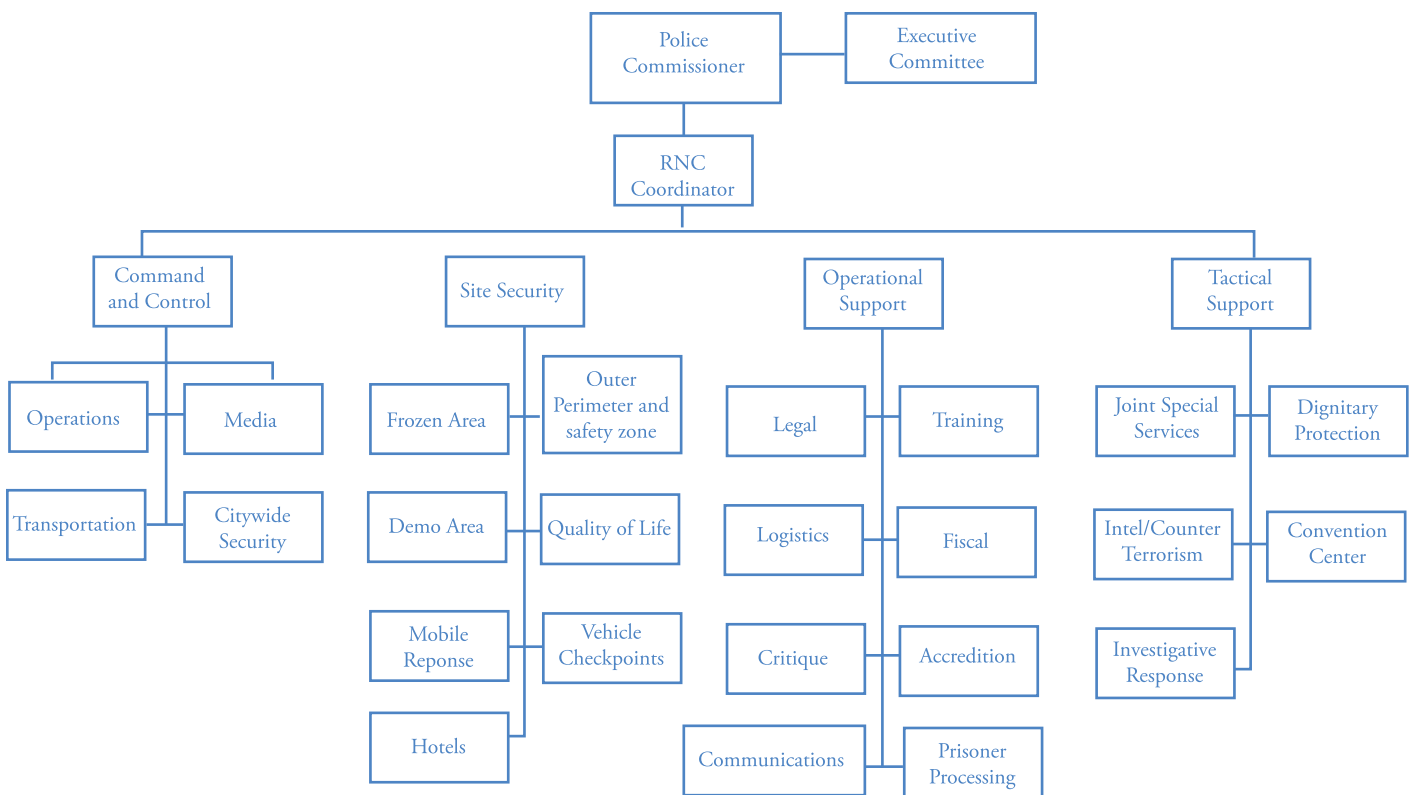 Police
Commissioner
Executive
Committee
RNC
Coordinator
Command
and Control
Site Security
Operational
Support
Tactical
Support
Operations
Media
Frozen Area
Outer
Perimeter and
safety zone
Legal
Training
Joint Special
Services
Dignitary
Protection
Transportation
Citywide
Security
Demo Area
Quality of Life
Logistics
Fiscal
Intel/Counter
Terrorism
Convention
Center
Mobile
Reponse
Vehicle
Checkpoints
Critique
Accredition
Investigative
Response
Hotels
Communications
Prisoner
Processing